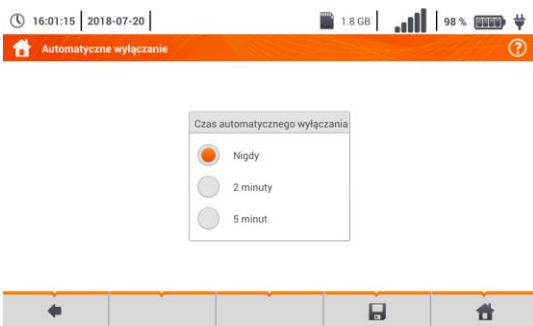 16:01:15 2018-07-20 1.8 GB 98 %
Automatyczne wyłączanie ?
Czas automatycznego wyłączania
Nigdy
2 minuty
5 minut